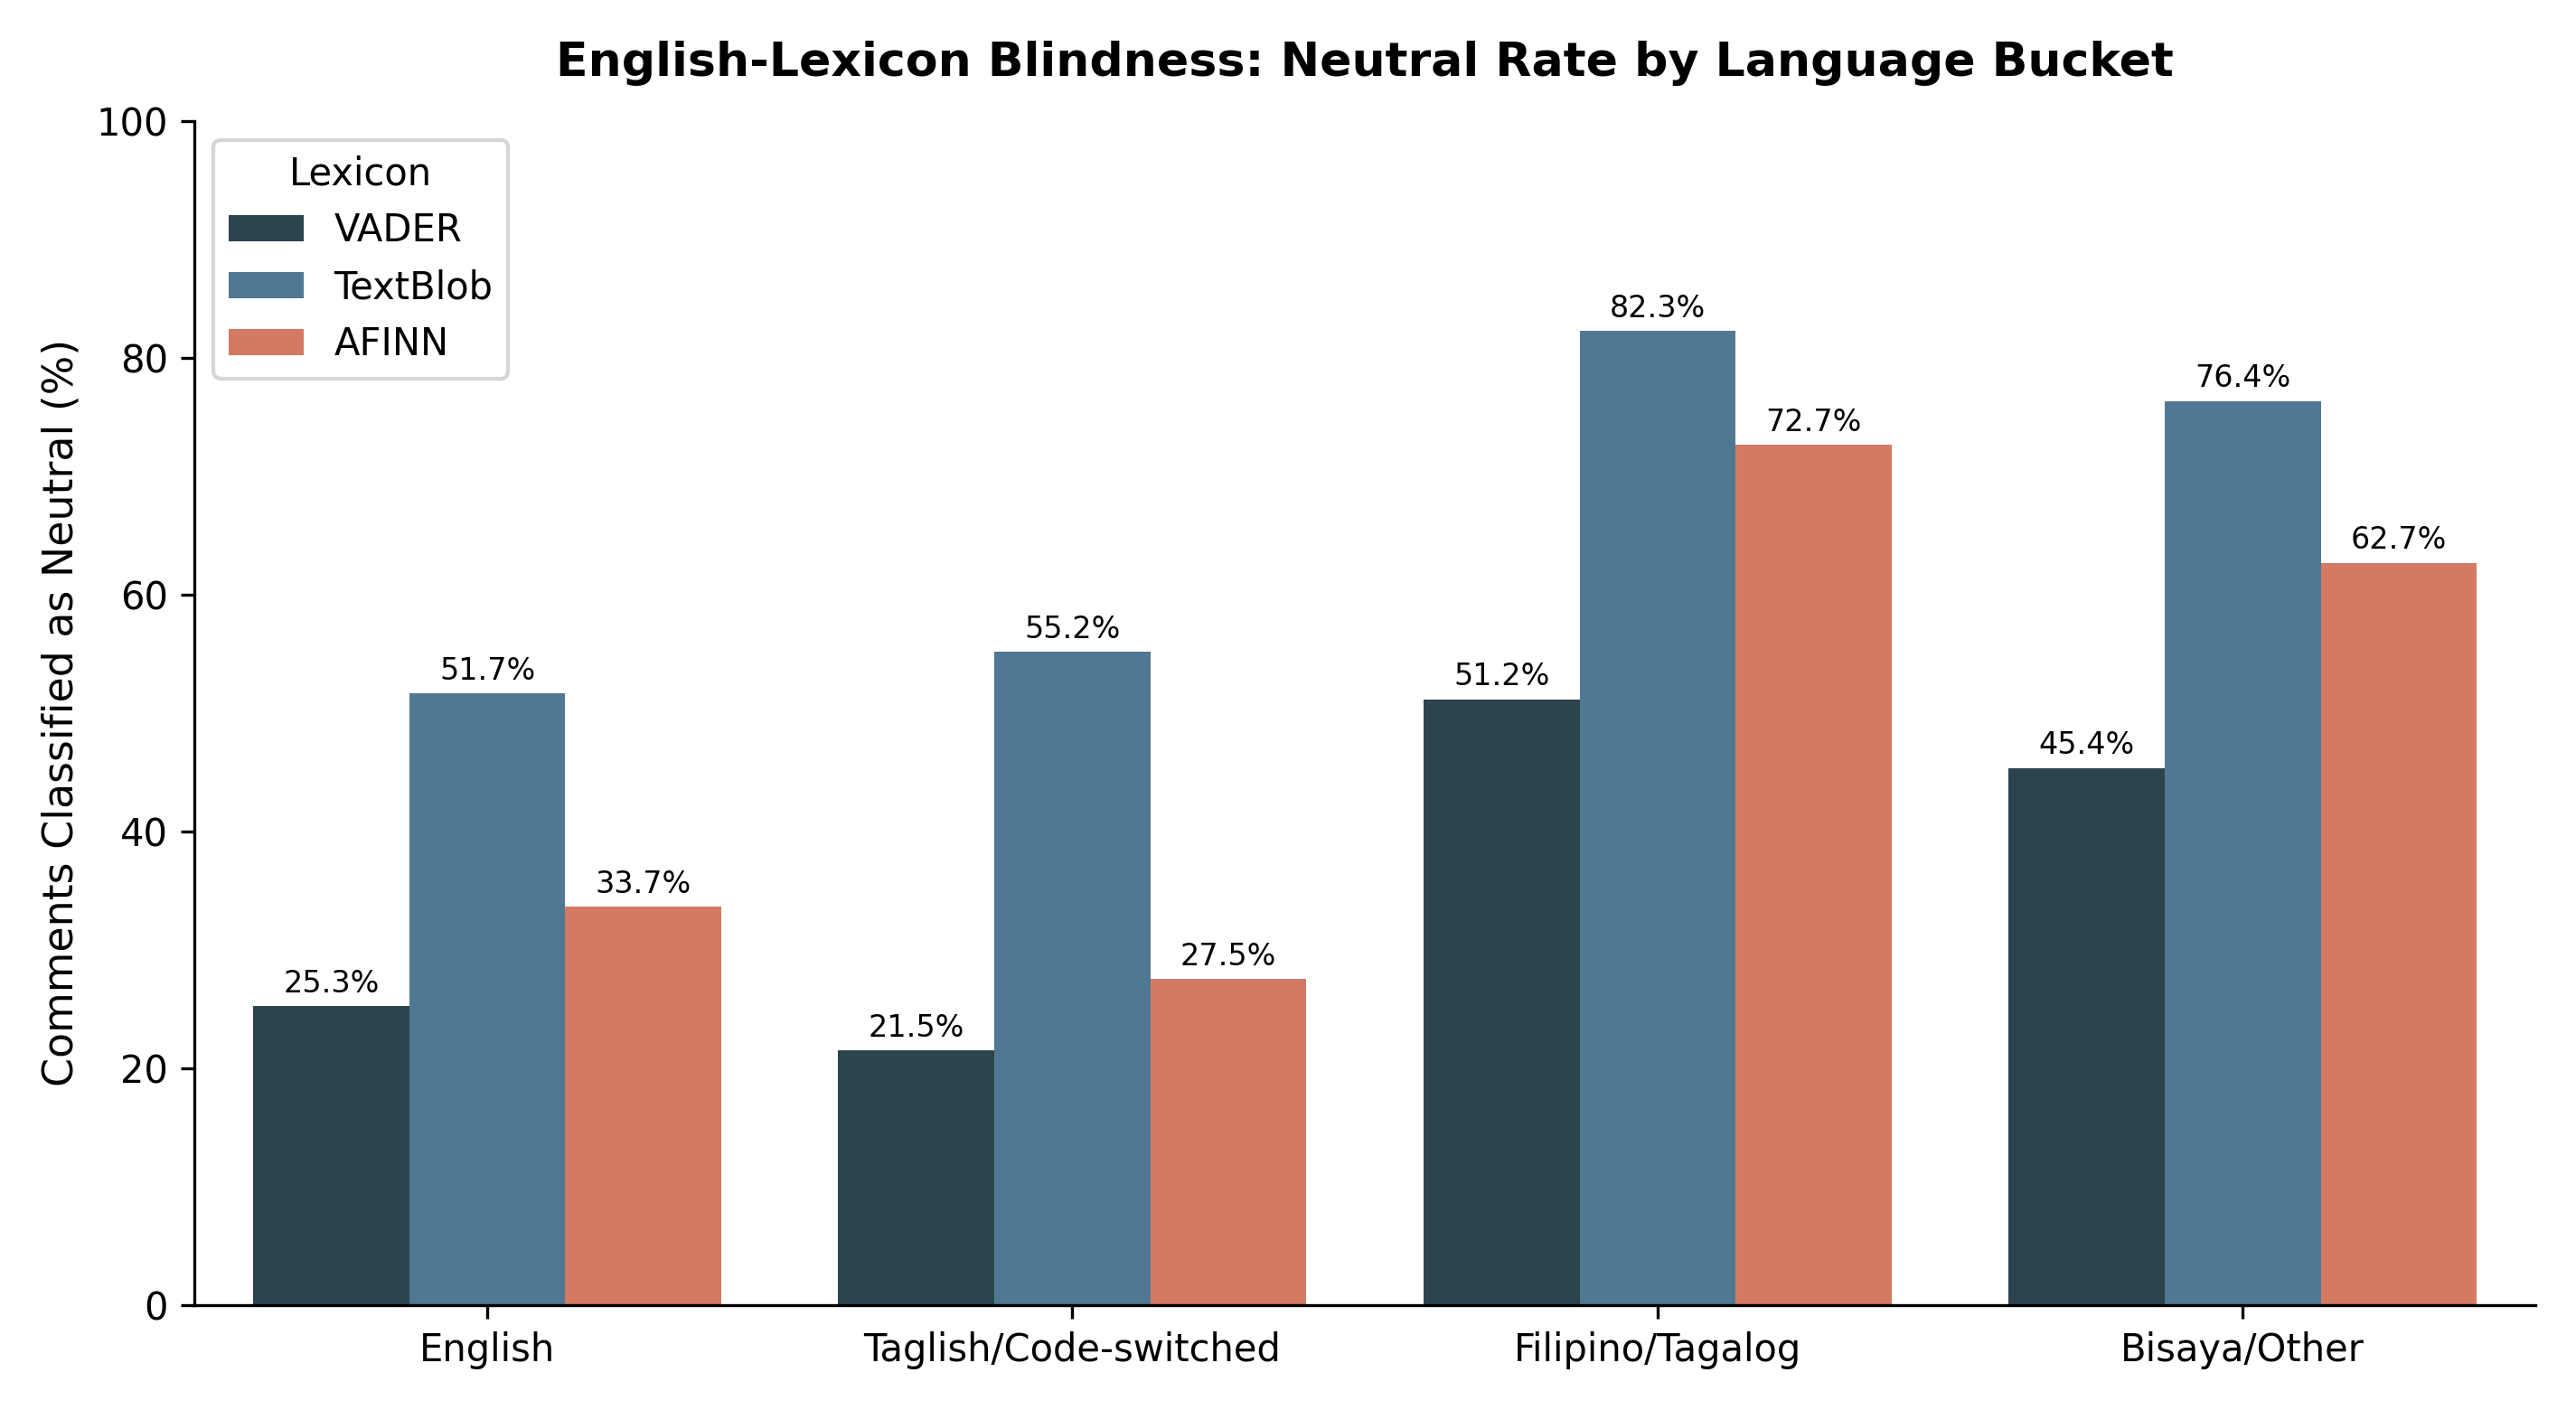 English-Lexicon Blindness: Neutral Rate by Language Bucket
Comments Classified as Neutral (%)
100
80
60
40
20
0
Lexicon
VADER
TextBlob
AFINN
25.3%
51.7%
33.7%
21.5%
55.2%
27.5%
51.2%
82.3%
72.7%
45.4%
76.4%
62.7%
English
Taglish/Code-switched
Filipino/Tagalog
Bisaya/Other